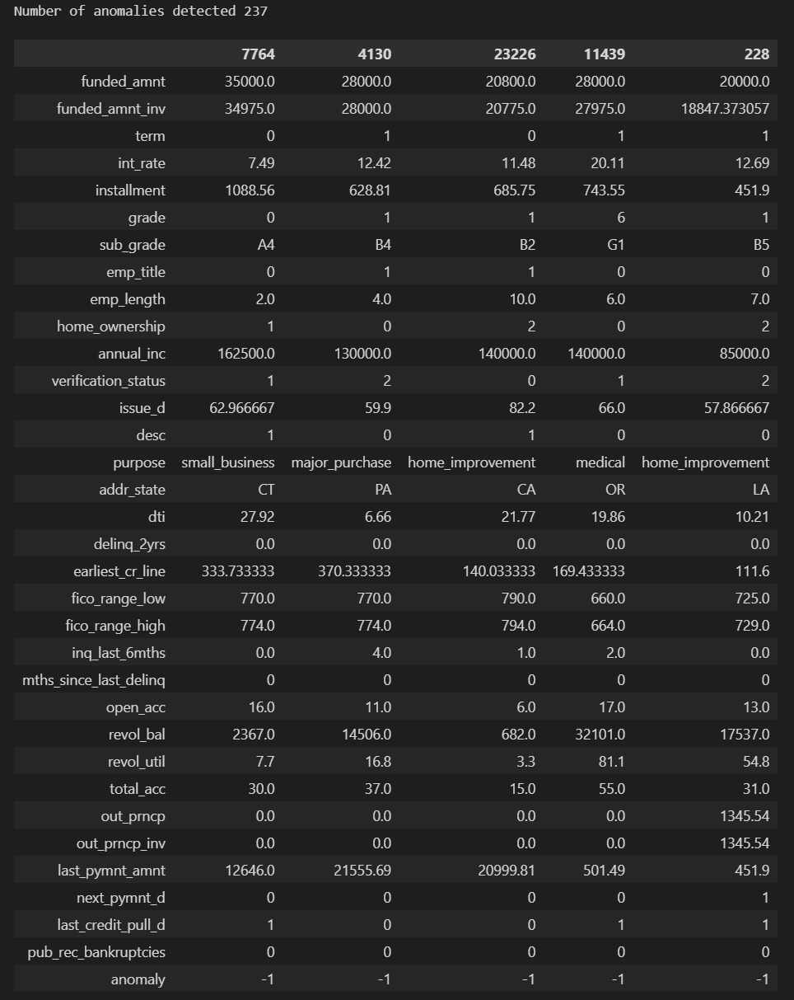 Number of anomalies detected 237
7764 4130 23226 11439 228
funded_amnt 35000.0 28000.0 20800.0 28000.0 20000.0
funded_amnt_inv 34975.0 28000.0 20775.0 27975.0 18847.373057
term 0 1 0 1 1
int_rate 7.49 12.42 11.48 20.11 12.69
installment 1088.56 628.81 685.75 743.55 451.9
grade 0 1 1 6 1
sub_grade A4 B4 B2 G1 B5
emp_title 0 1 1 0 0
emp_length 2.0 4.0 10.0 6.0 7.0
home_ownership 1 0 2 0 2
annual_inc 162500.0 130000.0 140000.0 140000.0 85000.0
verification_status 1 2 0 1 2
issue_d 62.966667 59.9 82.2 66.0 57.866667
desc 1 0 1 0 0
purpose small_business major_purchase home_improvement medical home_improvement
addr_state CT PA CA OR LA
dti 27.92 6.66 21.77 19.86 10.21
delinq_2yrs 0.0 0.0 0.0 0.0 0.0
earliest_cr_line 333.733333 370.333333 140.033333 169.433333 111.6
fico_range_low 770.0 770.0 790.0 660.0 725.0
fico_range_high 774.0 774.0 794.0 664.0 729.0
inq_last_6mths 0.0 4.0 1.0 2.0 0.0
mths_since_last_delinq 0 0 0 0 0
open_acc 16.0 11.0 6.0 17.0 13.0
revol_bal 2367.0 14506.0 682.0 32101.0 17537.0
revol_util 7.7 16.8 3.3 81.1 54.8
total_acc 30.0 37.0 15.0 55.0 31.0
out_prncp 0.0 0.0 0.0 0.0 1345.54
out_prncp_inv 0.0 0.0 0.0 0.0 1345.54
last_pymnt_amnt 12646.0 21555.69 20999.81 501.49 451.9
next_pymnt_d 0 0 0 0 1
last_credit_pull_d 1 0 0 1 1
pub_rec_bankruptcies 0 0 0 0 0
anomaly -1 -1 -1 -1 -1